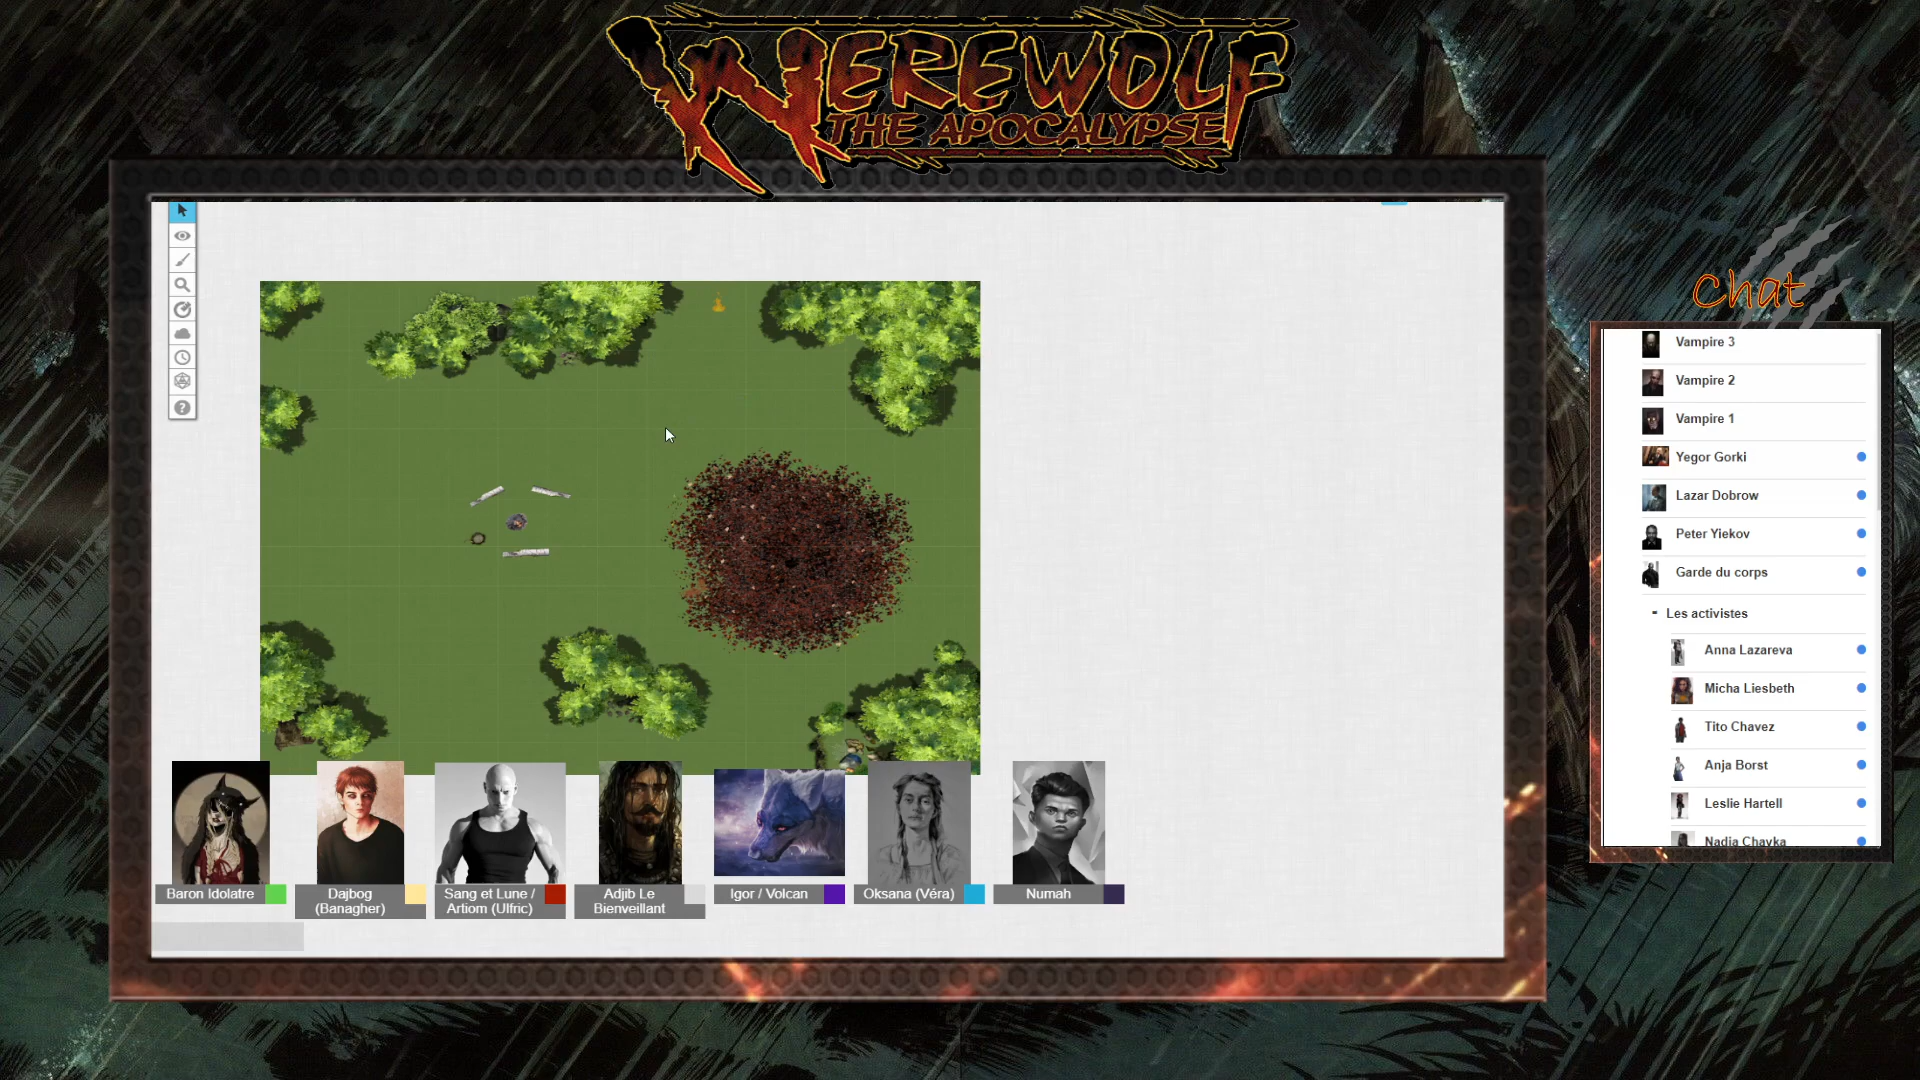 WEREWOLF
THE APOCALYPSE
Chat
Vampire 3
Vampire 2
Vampire 1
Yegor Gorki
Lazar Dobrow
Peter Yiekov
Garde du corps
Les activistes
Anna Lazareva
Micha Liesbeth
Tito Chavez
Anja Borst
Leslie Hartell
Nadia Chavka
Baron Idolatre
Dajbog
(Banagher)
Sang et Lune /
Artiom (Ulfric)
Adjib Le
Bienveillant
Igor / Volcan
Oksana (Véra)
Numah